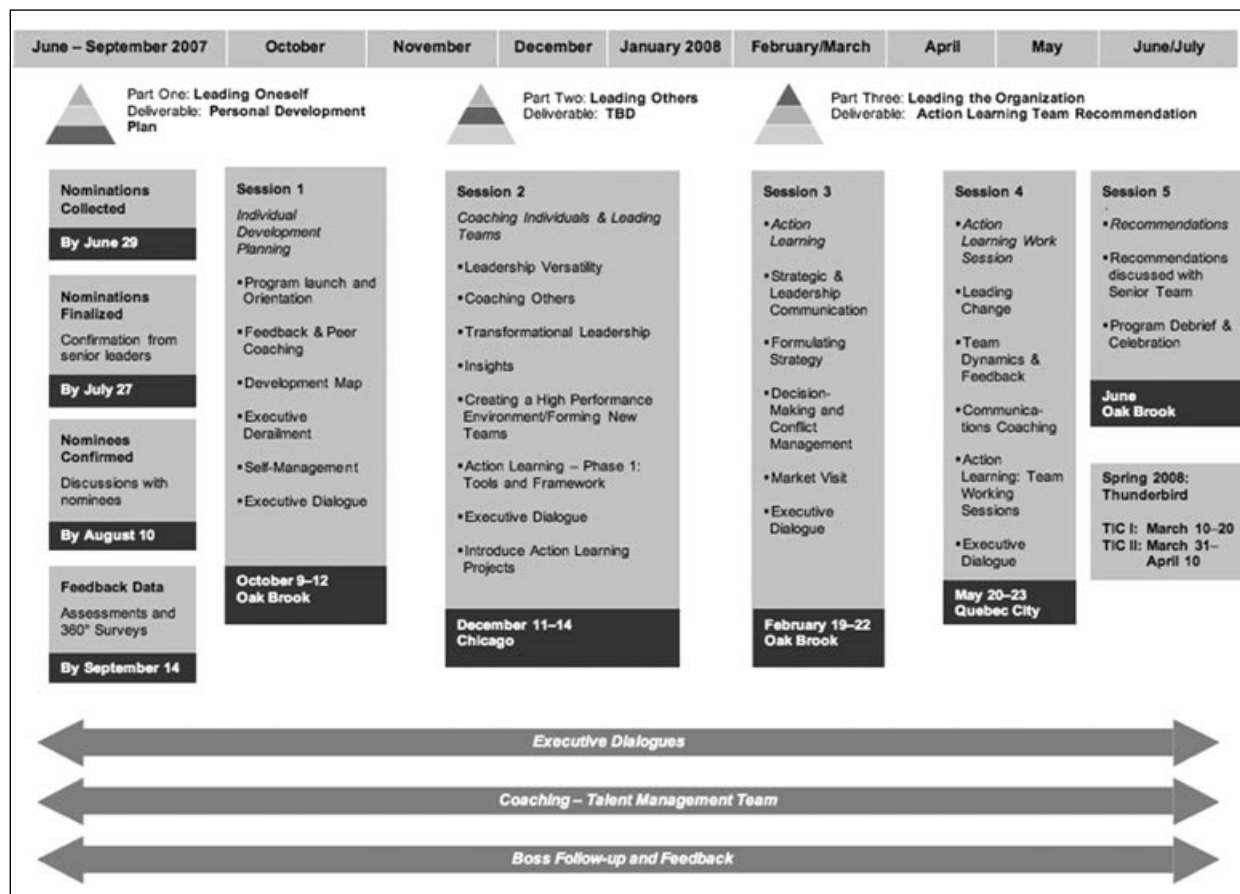 June – September 2007
October
November
December
January 2008
February/March
April
May
June/July
Part One: Leading Oneself
Deliverable: Personal Development
Plan
Part Two: Leading Others
Deliverable: TBD
Part Three: Leading the Organization
Deliverable: Action Learning Team Recommendation
Nominations
Collected
By June 29
Nominations
Finalized
Confirmation from
senior leaders
By July 27
Nominees
Confirmed
Discussions with
nominees
By August 10
Feedback Data
Assessments and
360° Surveys
By September 14
Session 1
Individual
Development
Planning
▪Program launch and
Orientation
▪Feedback & Peer
Coaching
▪Development Map
▪Executive
Derailment
▪Self-Management
▪Executive Dialogue
October 9–12
Oak Brook
Session 2
Coaching Individuals & Leading
Teams
▪Leadership Versatility
▪Coaching Others
▪Transformational Leadership
▪Insights
▪Creating a High Performance
Environment/Forming New
Teams
▪Action Learning – Phase 1:
Tools and Framework
▪Executive Dialogue
▪Introduce Action Learning
Projects
December 11–14
Chicago
Session 3
▪Action
Learning
▪Strategic &
Leadership
Communication
▪Formulating
Strategy
▪Decision-
Making and
Conflict
Management
▪Market Visit
▪Executive
Dialogue
February 19–22
Oak Brook
Session 4
▪Action
Learning Work
Session
▪Leading
Change
▪Team
Dynamics &
Feedback
▪Communica-
tions Coaching
▪Action
Learning: Team
Working
Sessions
▪Executive
Dialogue
May 20–23
Quebec City
Session 5
▪Recommendations
▪Recommendations
discussed with
Senior Team
▪Program Debrief &
Celebration
June
Oak Brook
Spring 2008:
Thunderbird
TIC I: March 10–20
TIC II: March 31–
April 10
Executive Dialogues
Coaching – Talent Management Team
Boss Follow-up and Feedback